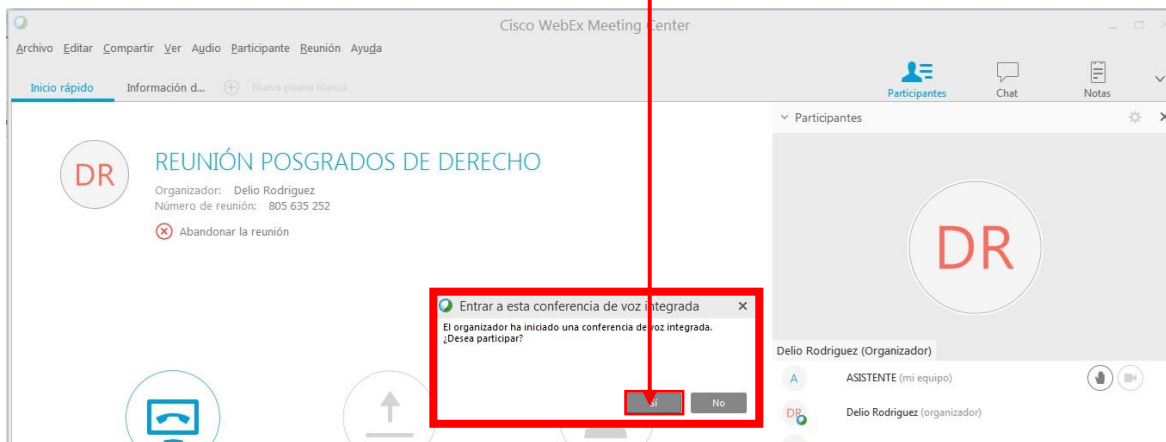 Cisco WebEx Meeting Center
Archivo Editar Compartir Ver Audio Participante Reunión Ayuda
Inicio rápido Información d... Nueva pizarra blanca
Participantes Chat Notas
Participantes
DR
REUNIÓN POSGRADOS DE DERECHO
Organizador: Delio Rodriguez
Número de reunión: 805 635 252
Abandonar la reunión
DR
Entrar a esta conferencia de voz integrada
El organizador ha iniciado una conferencia de voz integrada.
¿Desea participar?
Sí No
Delio Rodriguez (Organizador)
A ASISTENTE (mi equipo)
DR Delio Rodriguez (organizador)